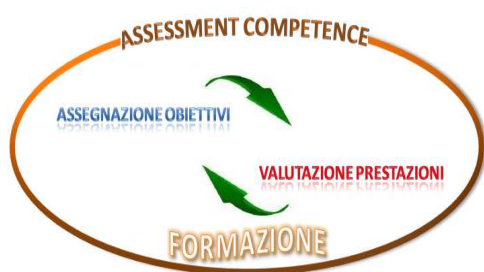 ASSESSMENT COMPETENCE
ASSEGNAZIONE OBIETTIVI
VALUTAZIONE PRESTAZIONI
FORMAZIONE